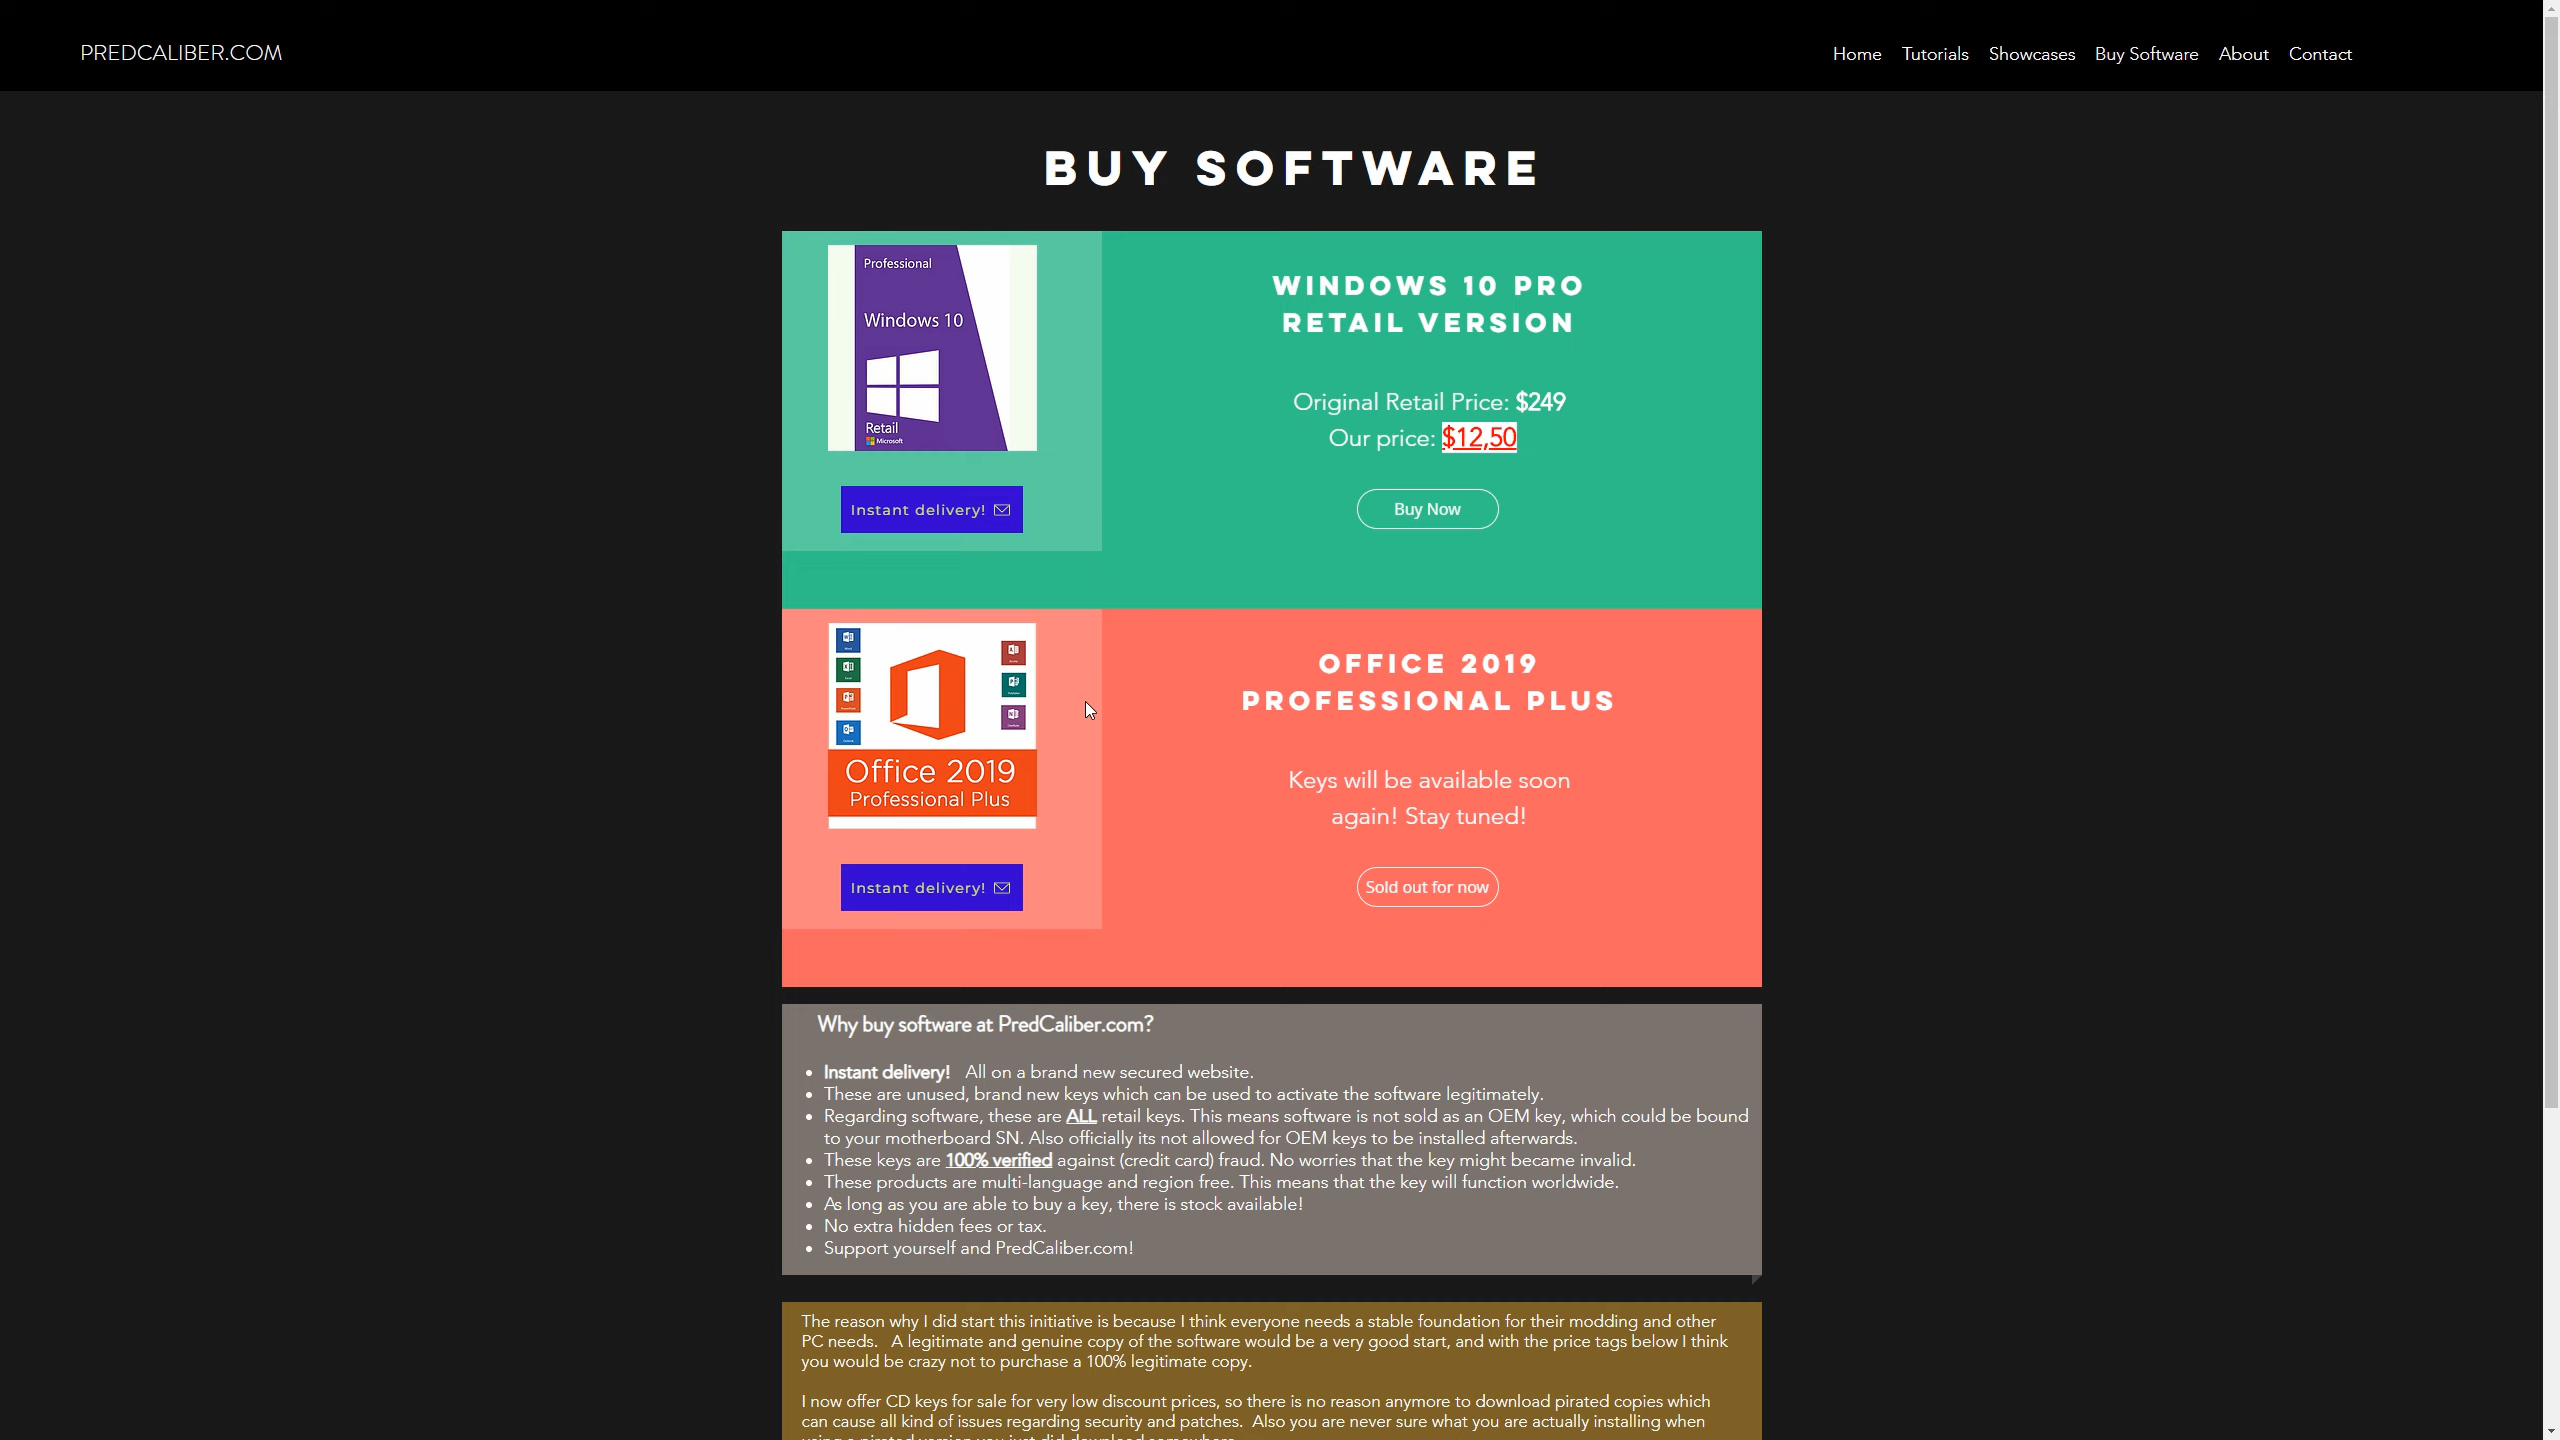 PREDCALIBER.COM
Home Tutorials Showcases Buy Software About Contact
BUY SOFTWARE
Professional
Windows 10
Retail
Microsoft
Instant delivery!
WINDOWS 10 PRO
RETAIL VERSION
Original Retail Price: $249
Our price: $12,50
Buy Now
Office 2019
Professional Plus
Instant delivery!
OFFICE 2019
PROFESSIONAL PLUS
Keys will be available soon
again! Stay tuned!
Sold out for now
Why buy software at PredCaliber.com?
Instant delivery! All on a brand new secured website.
These are unused, brand new keys which can be used to activate the software legitimately.
Regarding software, these are ALL retail keys. This means software is not sold as an OEM key, which could be bound
to your motherboard SN. Also officially its not allowed for OEM keys to be installed afterwards.
These keys are 100% verified against (credit card) fraud. No worries that the key might became invalid.
These products are multi-language and region free. This means that the key will function worldwide.
As long as you are able to buy a key, there is stock available!
No extra hidden fees or tax.
Support yourself and PredCaliber.com!
The reason why I did start this initiative is because I think everyone needs a stable foundation for their modding and other
PC needs. A legitimate and genuine copy of the software would be a very good start, and with the price tags below I think
you would be crazy not to purchase a 100% legitimate copy.
I now offer CD keys for sale for very low discount prices, so there is no reason anymore to download pirated copies which
can cause all kind of issues regarding security and patches. Also you are never sure what you are actually installing when